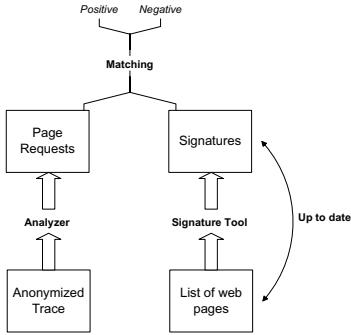 Positive Negative
Matching
Page
Requests
Signatures
Analyzer
Signature Tool
Up to date
Anonymized
Trace
List of web
pages